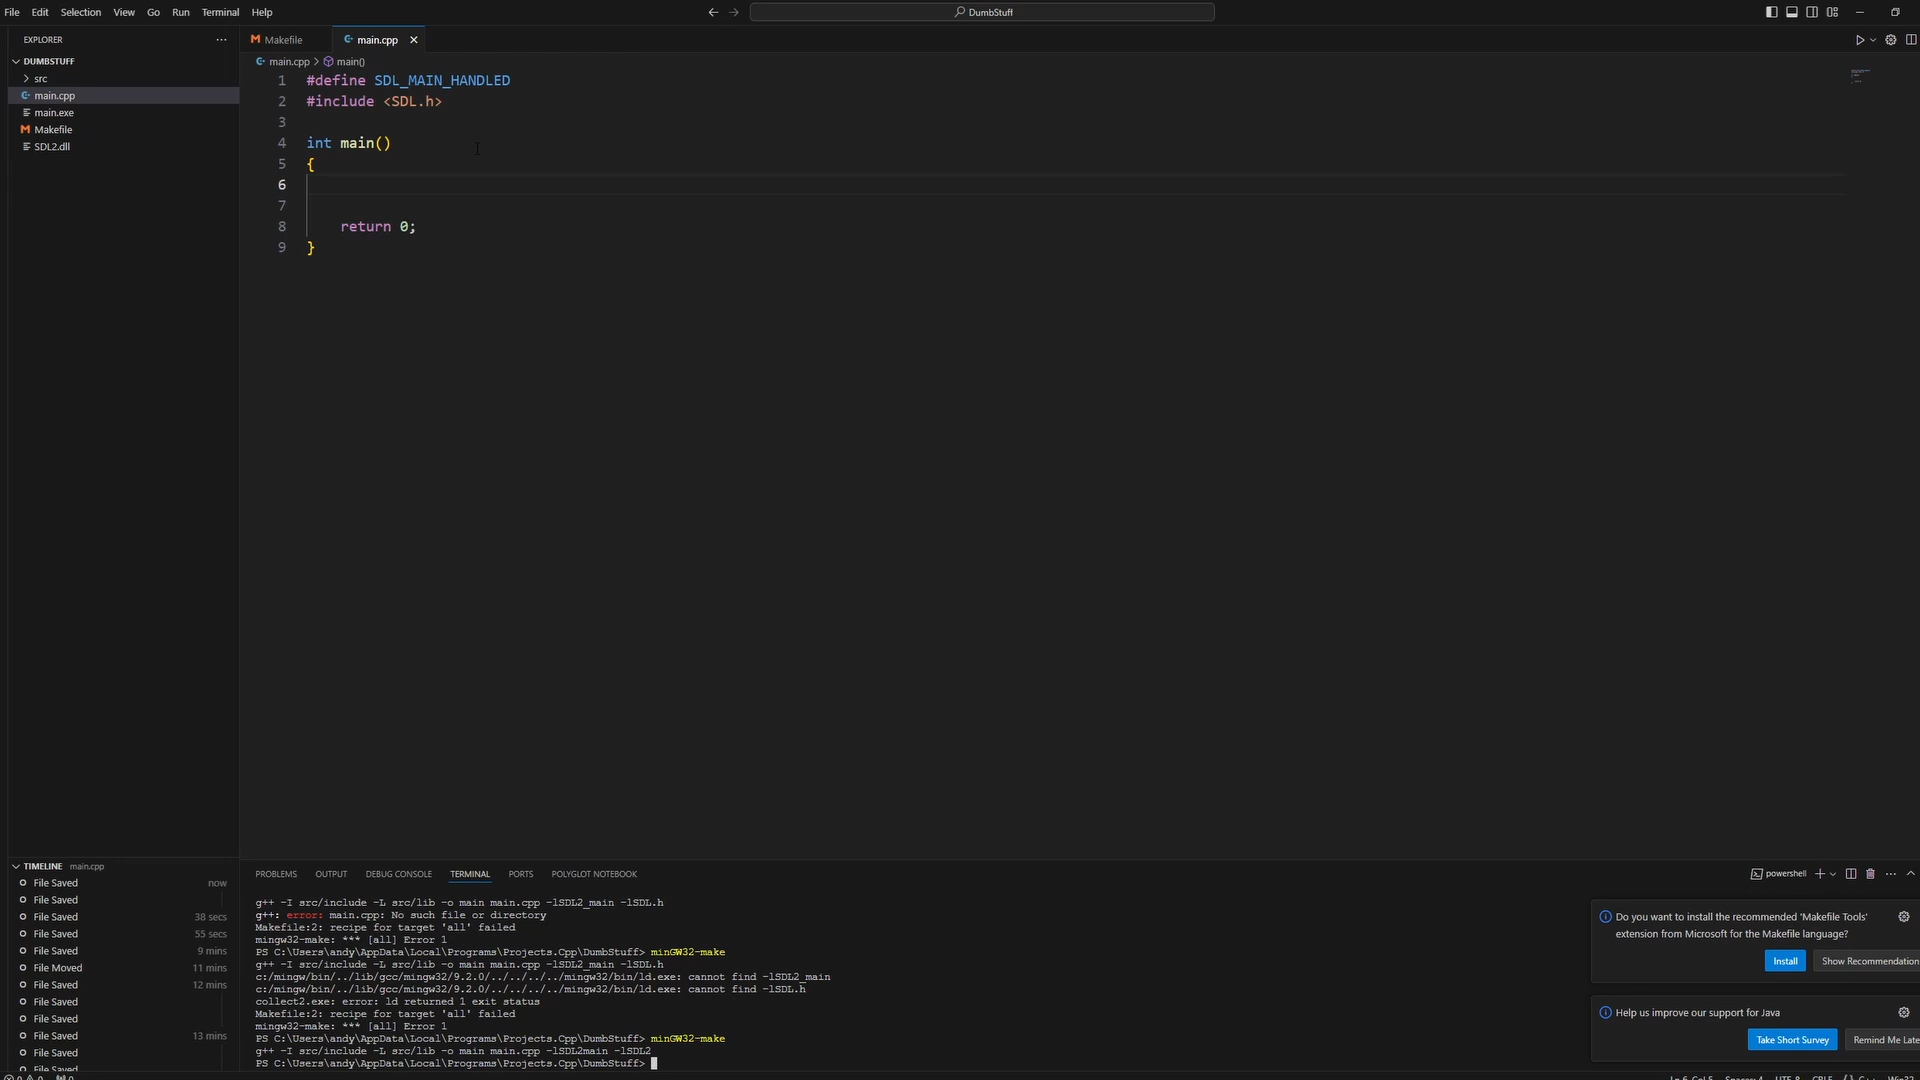 File Edit Selection View Go Run Terminal Help
DumbStuff
EXPLORER
DUMBSTUFF
src
main.cpp
main.exe
Makefile
SDL2.dll
Makefile
main.cpp
main.cpp > main()
1 #define SDL_MAIN_HANDLED
2 #include <SDL.h>
3
4 int main()
5 {
6
7
8 return 0;
9 }
TIMELINE main.cpp
File Saved now
File Saved
File Saved 38 secs
File Saved 55 secs
File Saved 9 mins
File Moved 11 mins
File Saved 12 mins
File Saved
File Saved
File Saved 13 mins
File Saved
File Saved
PROBLEMS OUTPUT DEBUG CONSOLE TERMINAL PORTS POLYGLOT NOTEBOOK
powershell
g++ -I src/include -L src/lib -o main main.cpp -lSDL2_main -lSDL.h
g++: error: main.cpp: No such file or directory
Makefile:2: recipe for target 'all' failed
mingw32-make: *** [all] Error 1
PS C:\Users\andy\AppData\Local\Programs\Projects.Cpp\DumbStuff> minGW32-make
g++ -I src/include -L src/lib -o main main.cpp -lSDL2_main -lSDL.h
c:/mingw/bin/../lib/gcc/mingw32/9.2.0/../../../../mingw32/bin/ld.exe: cannot find -lSDL2_main
c:/mingw/bin/../lib/gcc/mingw32/9.2.0/../../../../mingw32/bin/ld.exe: cannot find -lSDL.h
collect2.exe: error: ld returned 1 exit status
Makefile:2: recipe for target 'all' failed
mingw32-make: *** [all] Error 1
PS C:\Users\andy\AppData\Local\Programs\Projects.Cpp\DumbStuff> minGW32-make
g++ -I src/include -L src/lib -o main main.cpp -lSDL2main -lSDL2
PS C:\Users\andy\AppData\Local\Programs\Projects.Cpp\DumbStuff>
Do you want to install the recommended 'Makefile Tools'
extension from Microsoft for the Makefile language?
Install
Show Recommendation
Help us improve our support for Java
Take Short Survey
Remind Me Late